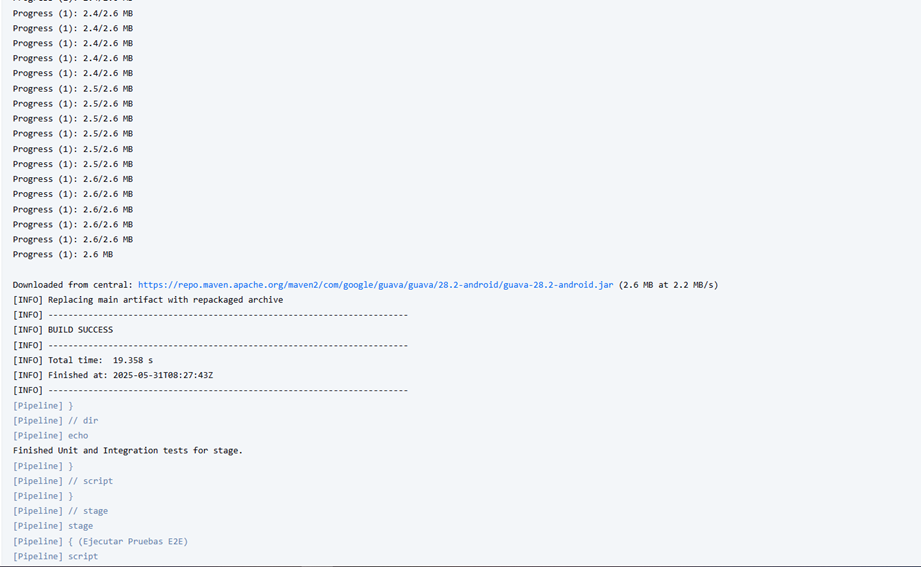 Progress (1): 2.4/2.6 MB
Progress (1): 2.4/2.6 MB
Progress (1): 2.4/2.6 MB
Progress (1): 2.4/2.6 MB
Progress (1): 2.4/2.6 MB
Progress (1): 2.5/2.6 MB
Progress (1): 2.5/2.6 MB
Progress (1): 2.5/2.6 MB
Progress (1): 2.5/2.6 MB
Progress (1): 2.5/2.6 MB
Progress (1): 2.5/2.6 MB
Progress (1): 2.6/2.6 MB
Progress (1): 2.6/2.6 MB
Progress (1): 2.6/2.6 MB
Progress (1): 2.6/2.6 MB
Progress (1): 2.6/2.6 MB
Progress (1): 2.6 MB
Downloaded from central: https://repo.maven.apache.org/maven2/com/google/guava/guava/28.2-android/guava-28.2-android.jar (2.6 MB at 2.2 MB/s)
[INFO] Replacing main artifact with repackaged archive
[INFO] ------------------------------------------------------------------------
[INFO] BUILD SUCCESS
[INFO] ------------------------------------------------------------------------
[INFO] Total time:  19.358 s
[INFO] Finished at: 2025-05-31T08:27:43Z
[INFO] ------------------------------------------------------------------------
[Pipeline] }
[Pipeline] // dir
[Pipeline] echo
Finished Unit and Integration tests for stage.
[Pipeline] }
[Pipeline] // script
[Pipeline] }
[Pipeline] // stage
[Pipeline] stage
[Pipeline] { (Ejecutar Pruebas E2E)
[Pipeline] script